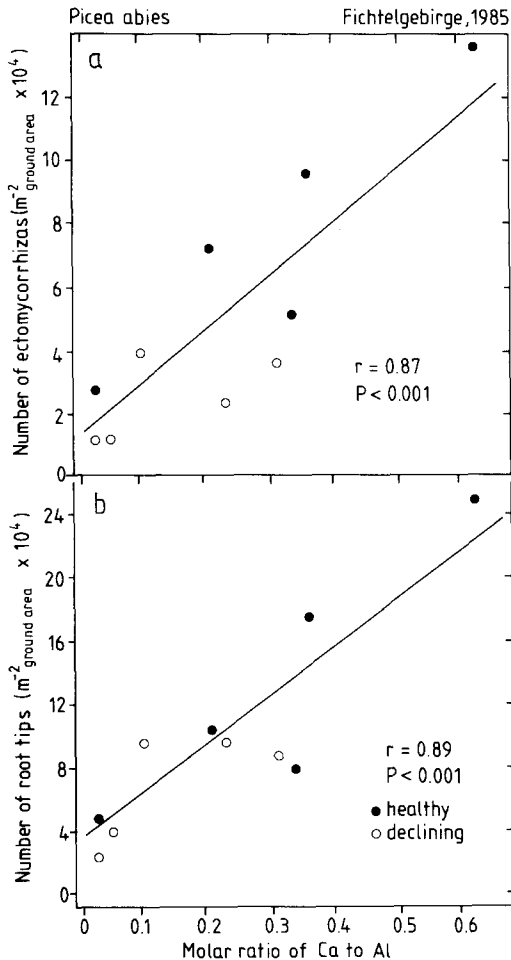 Picea abies Fichtelgebirge, 1985
a
Number of ectomycorrhizas (m⁻² ground area x 10⁴)
12
10
8
6
4
2
0
r = 0.87
P < 0.001
b
Number of root tips (m⁻² ground area x 10⁴)
24
20
16
12
8
4
0
r = 0.89
P < 0.001
● healthy
○ declining
0 0.1 0.2 0.3 0.4 0.5 0.6
Molar ratio of Ca to Al